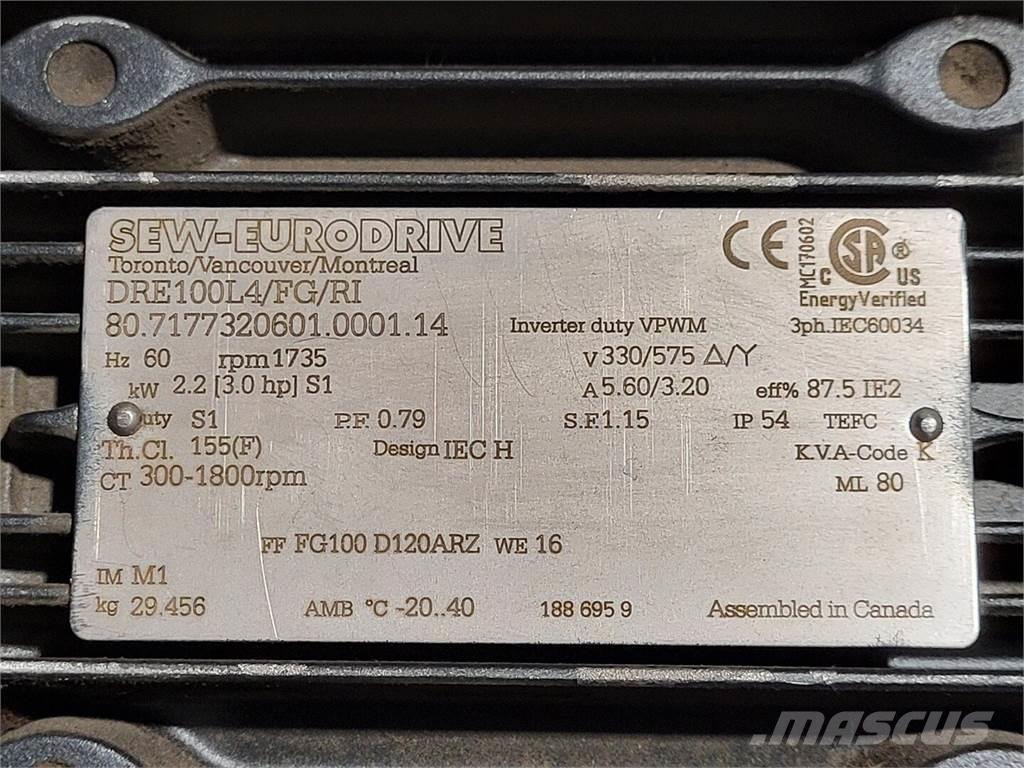 SEW-EURODRIVE
Toronto/Vancouver/Montreal
DRE100L4/FG/RI
80.7177320601.0001.14 Inverter duty VPWM 3ph.IEC60034
CE MC170602 CSA ® C US
EnergyVerified
Hz 60 rpm 1735 V 330/575 Δ/Y
kW 2.2 [3.0 hp] S1 A 5.60/3.20 eff% 87.5 IE2
S1 P.F. 0.79 S.F. 1.15 IP 54 TEFC
Th.Cl. 155(F) Design IEC H K.V.A-Code K
CT 300-1800rpm ML 80
FF FG100 D120ARZ WE 16
IM M1
kg 29.456 AMB °C -20..40 188 695 9 Assembled in Canada
MASCUS